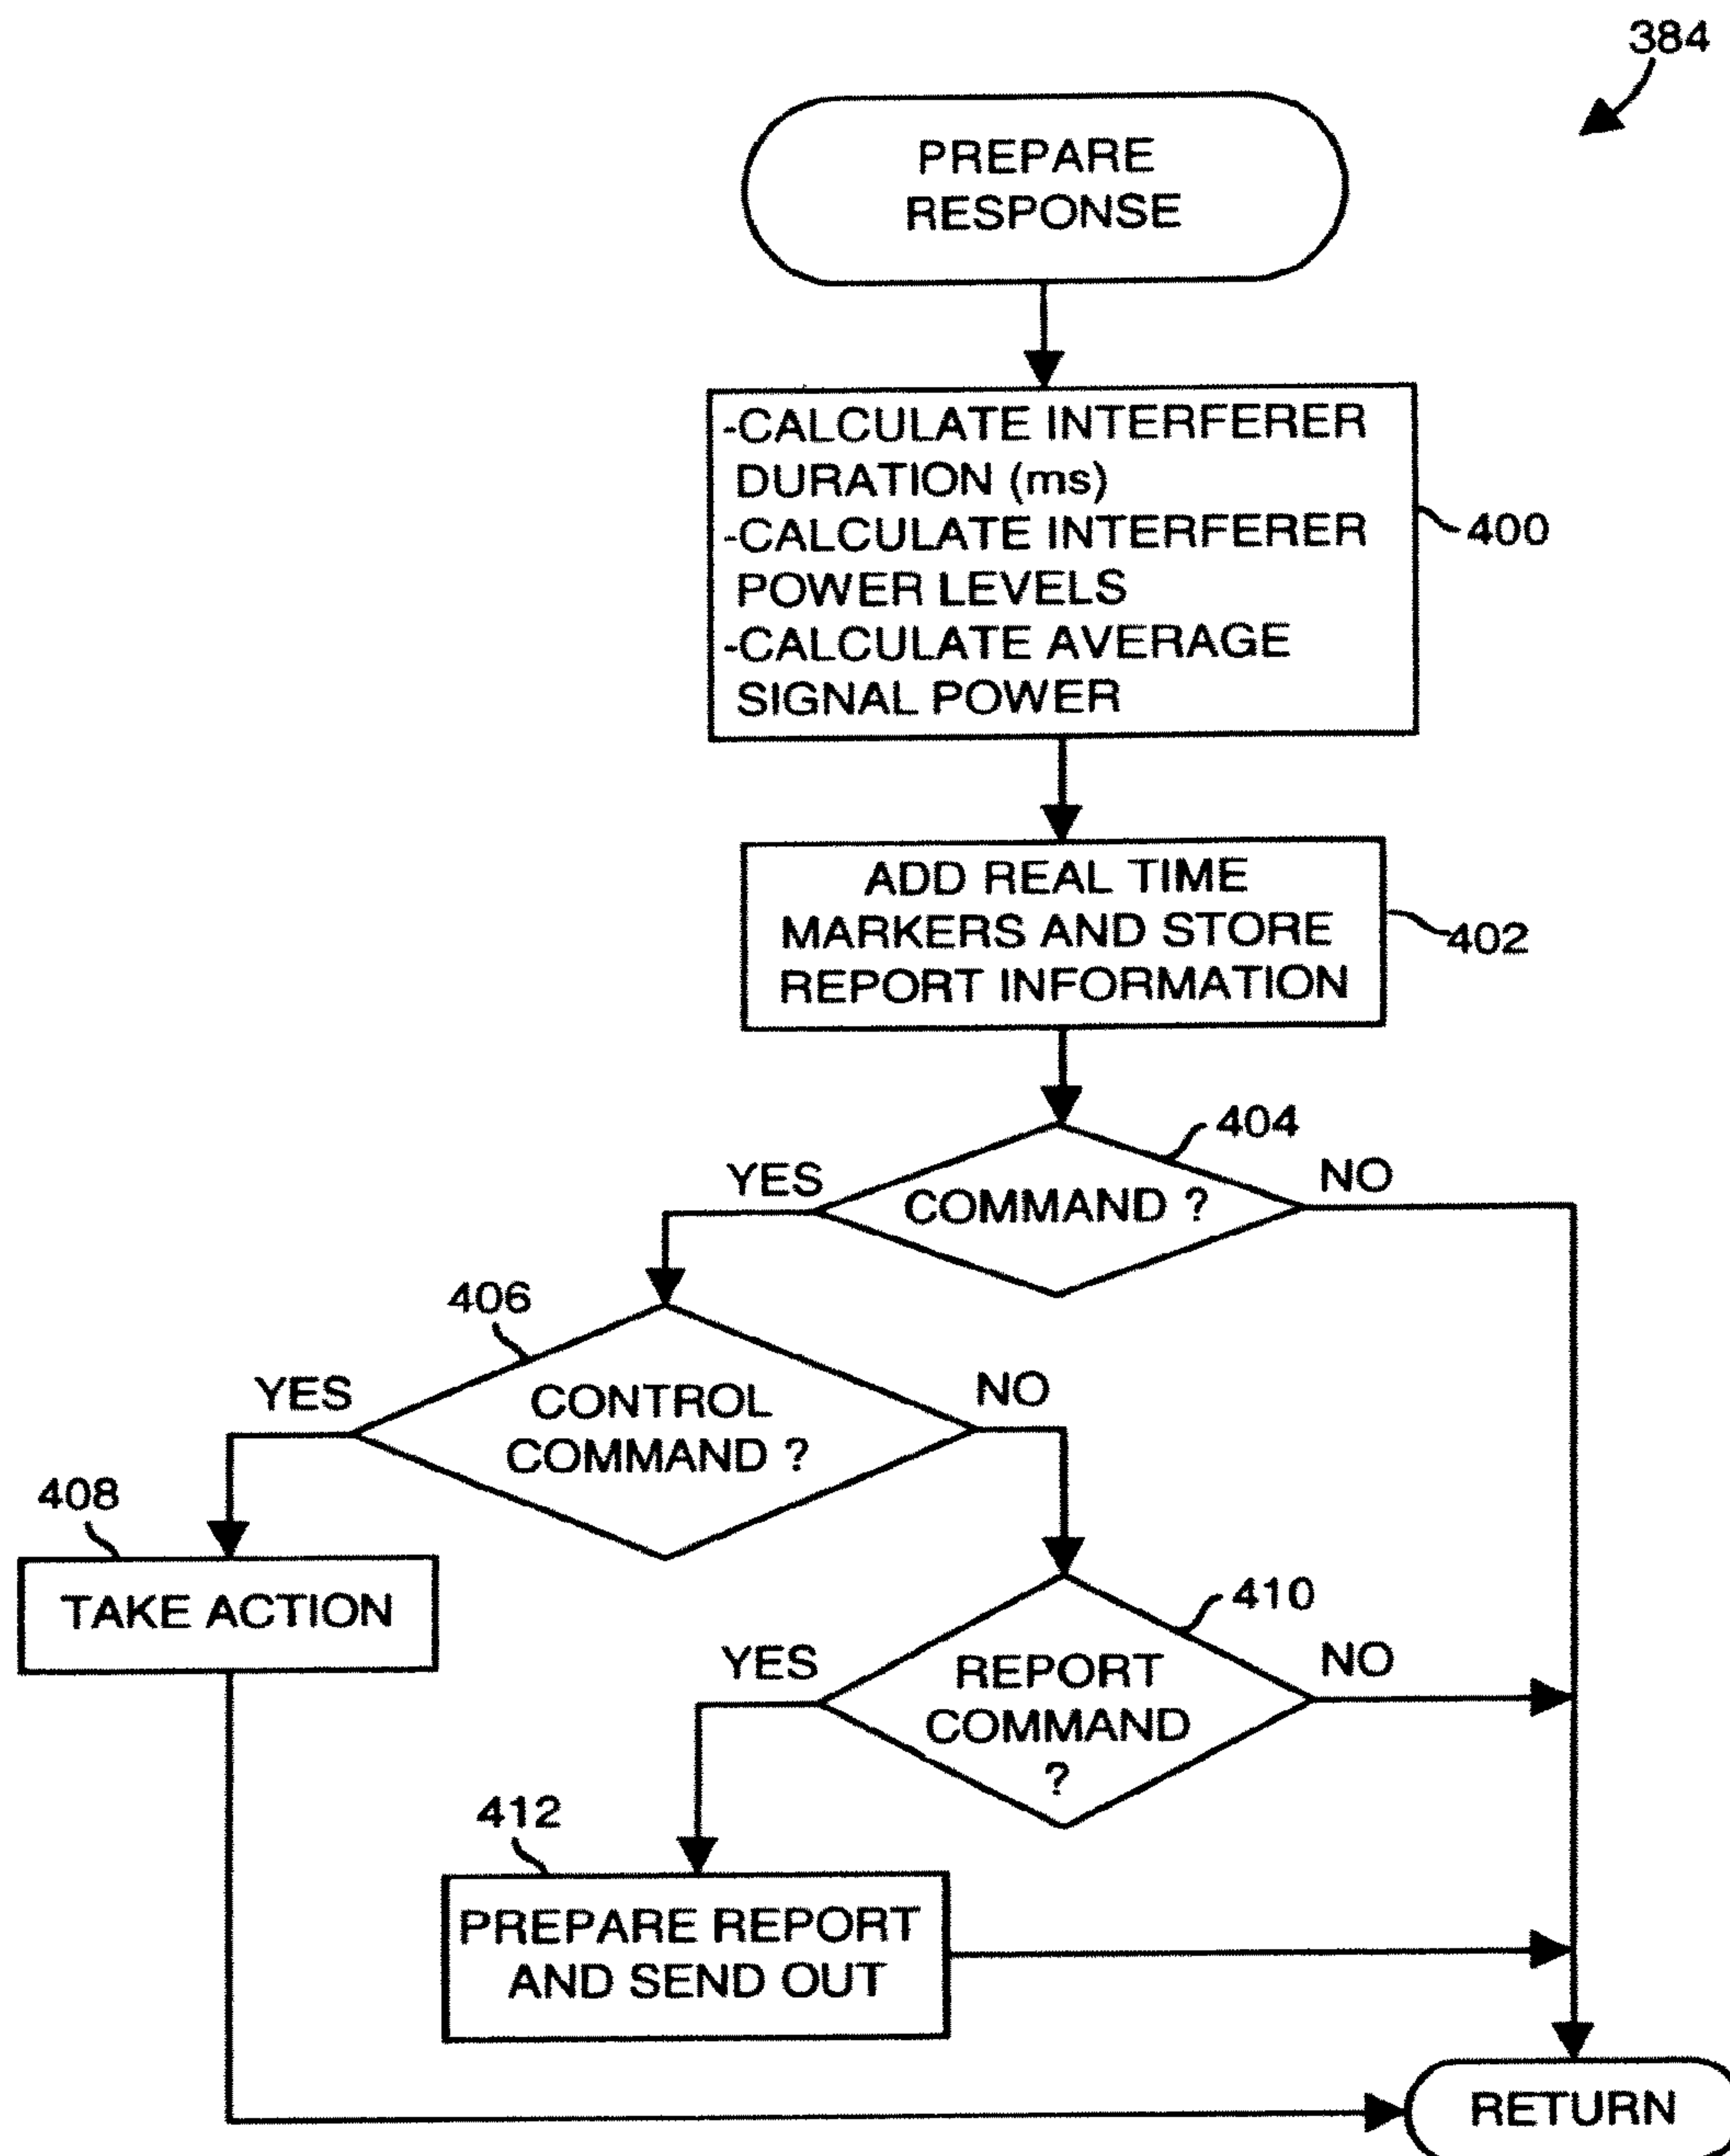 384
PREPARE
RESPONSE
-CALCULATE INTERFERER
DURATION (ms)
-CALCULATE INTERFERER
POWER LEVELS
-CALCULATE AVERAGE
SIGNAL POWER
400
ADD REAL TIME
MARKERS AND STORE
REPORT INFORMATION
402
404
YES
COMMAND ?
NO
406
YES
CONTROL
COMMAND ?
NO
408
TAKE ACTION
410
YES
REPORT
COMMAND
?
NO
412
PREPARE REPORT
AND SEND OUT
RETURN